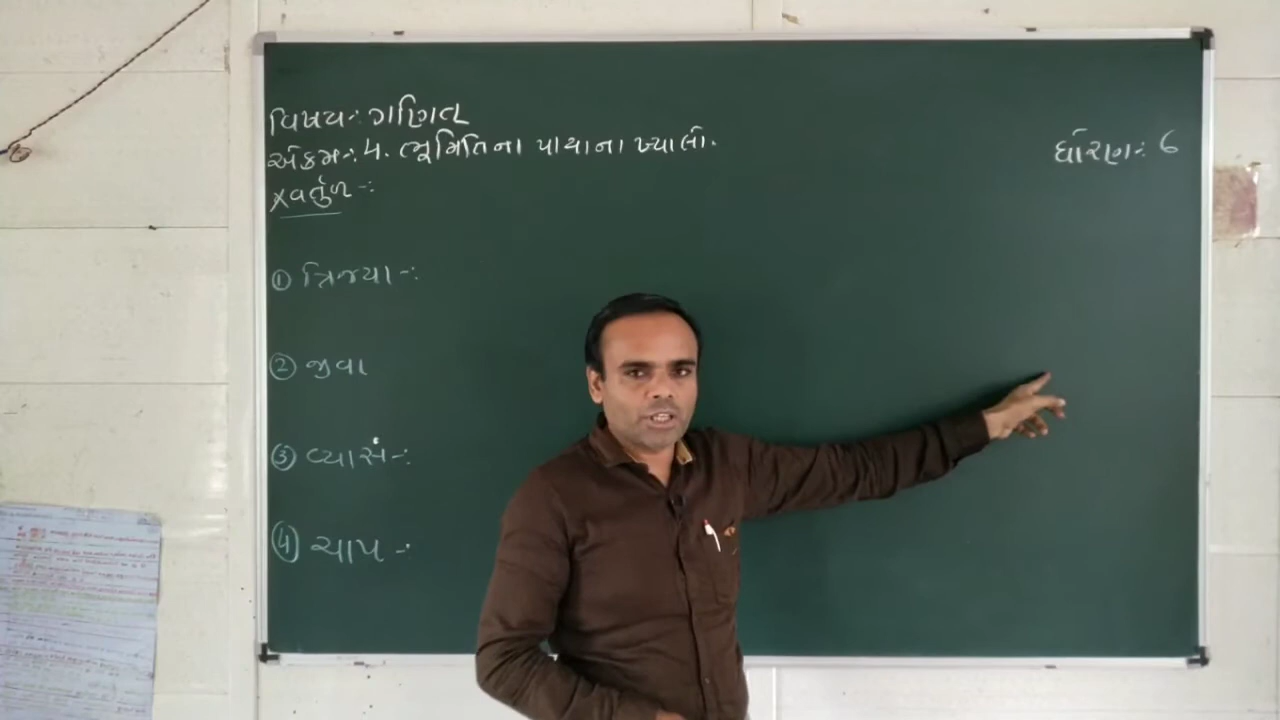 વિષય:- ગણિત
એકમ:- 4. ભૂમિતિના પાયાના ખ્યાલો.
ધોરણ:- 6
* વર્તુળ -:
① ત્રિજ્યા -:
② જીવા
③ વ્યાસ -:
④ ચાપ -: